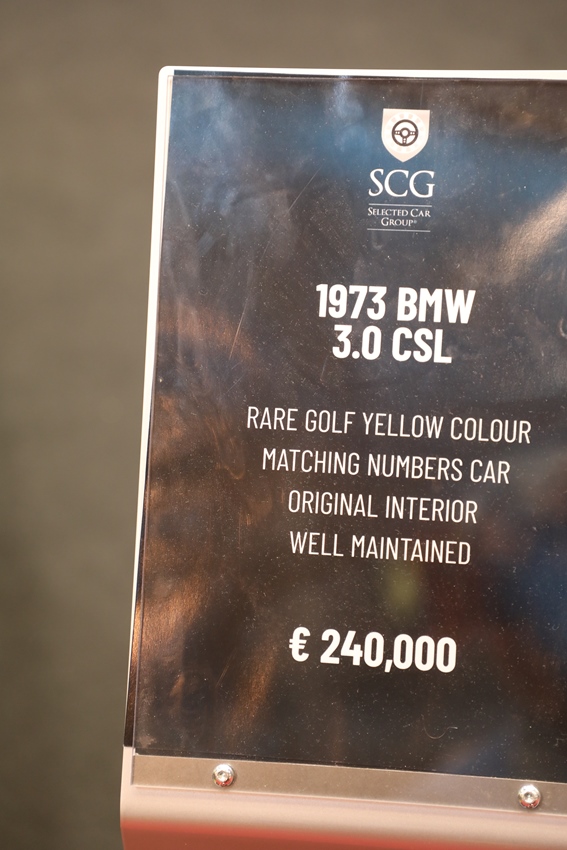 SCG
SELECTED CAR
GROUP®
1973 BMW
3.0 CSL
RARE GOLF YELLOW COLOUR
MATCHING NUMBERS CAR
ORIGINAL INTERIOR
WELL MAINTAINED
€ 240,000